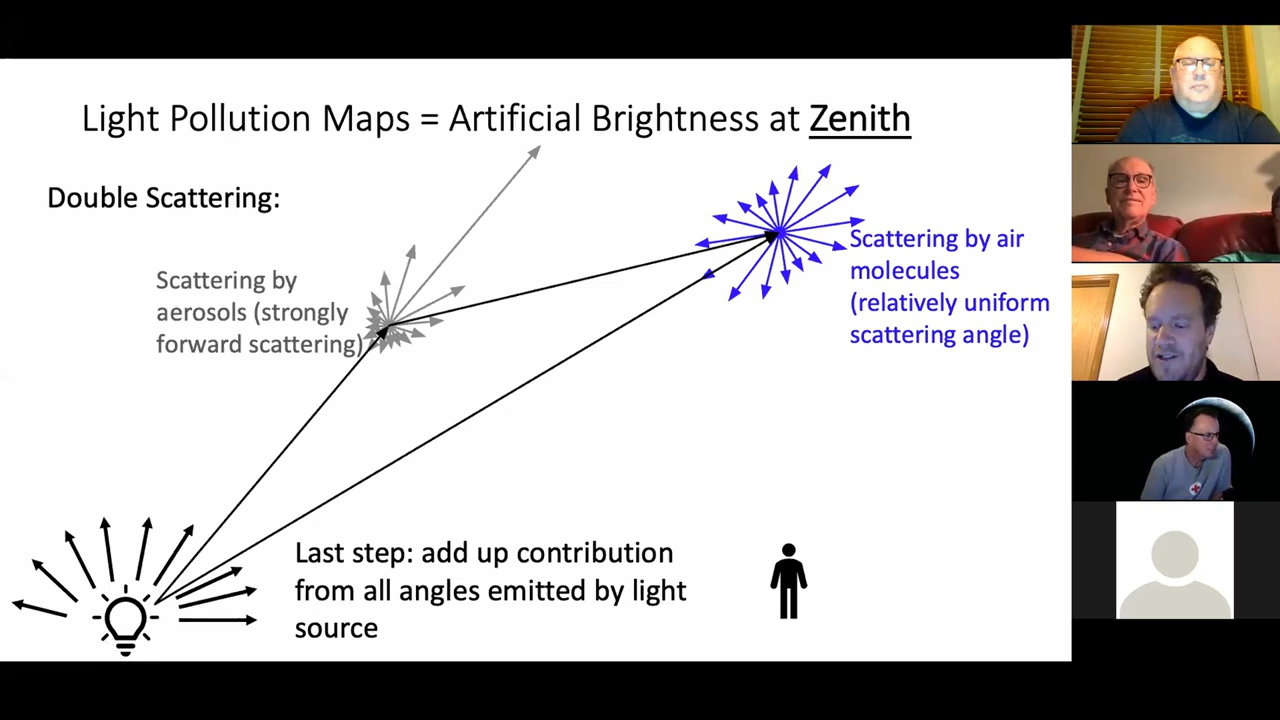 Light Pollution Maps = Artificial Brightness at Zenith
Double Scattering:
Scattering by
aerosols (strongly
forward scattering)
Scattering by air
molecules
(relatively uniform
scattering angle)
Last step: add up contribution
from all angles emitted by light
source